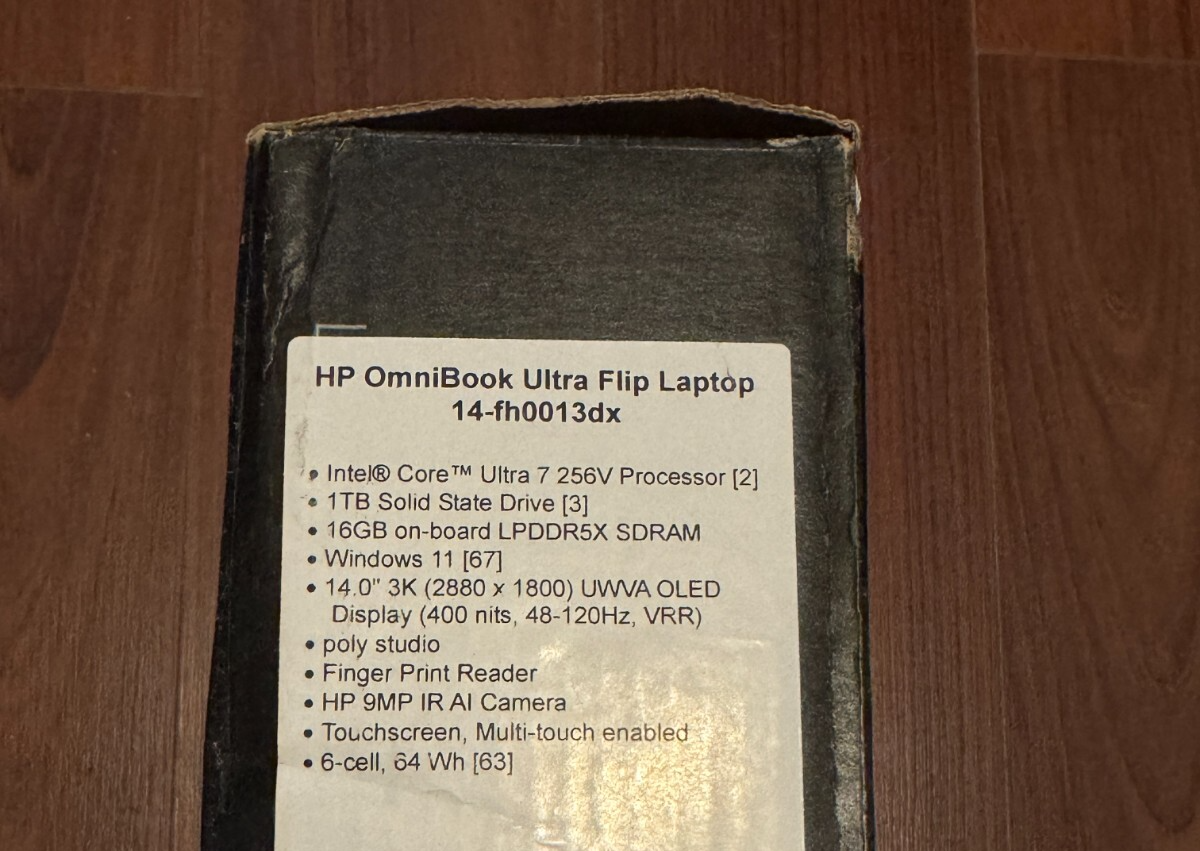 HP OmniBook Ultra Flip Laptop
14-fh0013dx
• Intel® Core™ Ultra 7 256V Processor [2]
• 1TB Solid State Drive [3]
• 16GB on-board LPDDR5X SDRAM
• Windows 11 [67]
• 14.0" 3K (2880 x 1800) UWVA OLED
Display (400 nits, 48-120Hz, VRR)
• poly studio
• Finger Print Reader
• HP 9MP IR AI Camera
• Touchscreen, Multi-touch enabled
• 6-cell, 64 Wh [63]